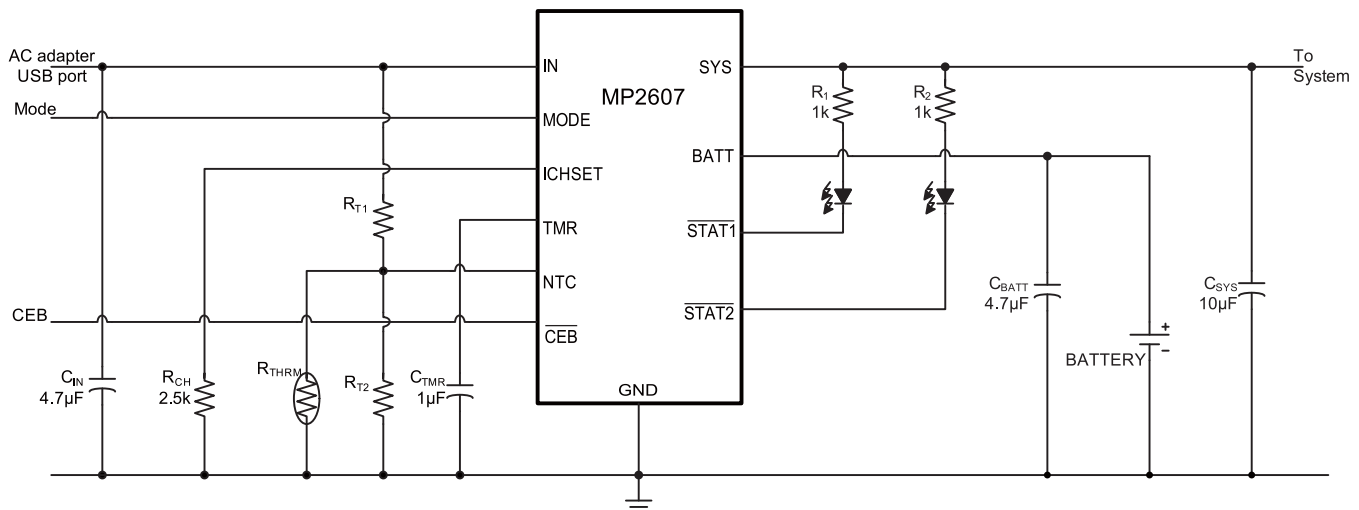 AC adapter
USB port
Mode
CEB
IN
MODE
ICHSET
TMR
NTC
CEB
GND
MP2607
SYS
BATT
STAT1
STAT2
R1
1k
R2
1k
To
System
RT1
RT2
CIN
4.7µF
RCH
2.5k
RTHRM
CTMR
1µF
CBATT
4.7µF
BATTERY
+
−
CSYS
10µF